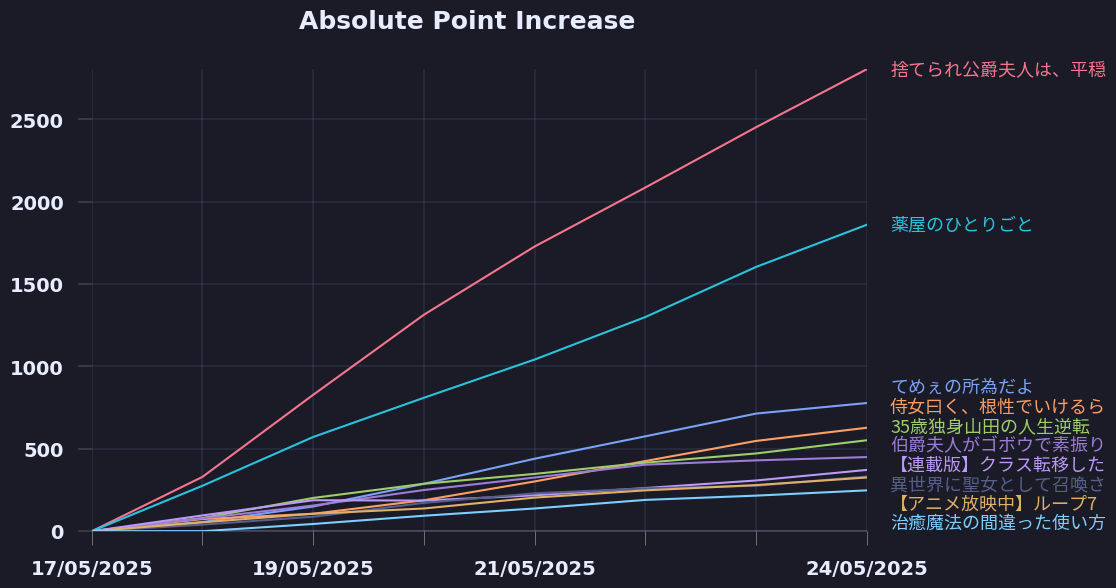 Absolute Point Increase
捨てられ公爵夫人は、平穏
2500
2000
薬屋のひとりごと
1500
1000
てめぇの所為だよ
侍女曰く、根性でいけるら
35歳独身山田の人生逆転
500
伯爵夫人がゴボウで素振り
【連載版】クラス転移した
異世界に聖女として召喚さ
【アニメ放映中】ループ7
治癒魔法の間違った使い方
0
17/05/2025
19/05/2025
21/05/2025
24/05/2025